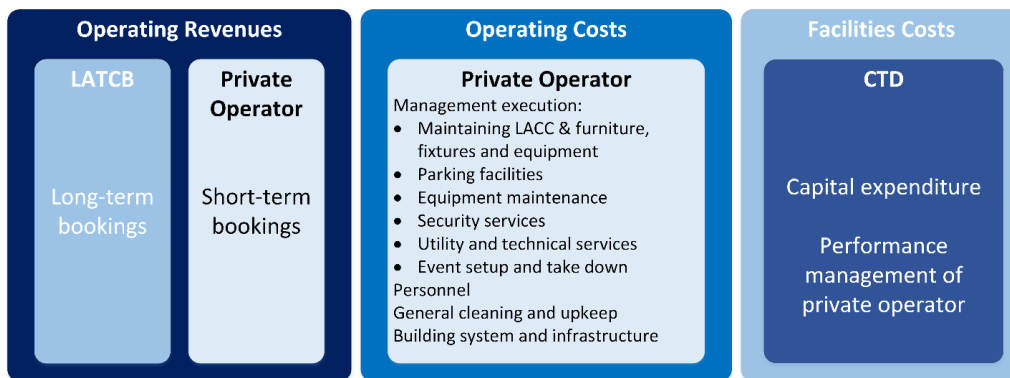 Operating Revenues
LATCB
Long-term
bookings
Private
Operator
Short-term
bookings
Operating Costs
Private Operator
Management execution:
• Maintaining LACC & furniture,
fixtures and equipment
• Parking facilities
• Equipment maintenance
• Security services
• Utility and technical services
• Event setup and take down
Personnel
General cleaning and upkeep
Building system and infrastructure
Facilities Costs
CTD
Capital expenditure
Performance
management of
private operator